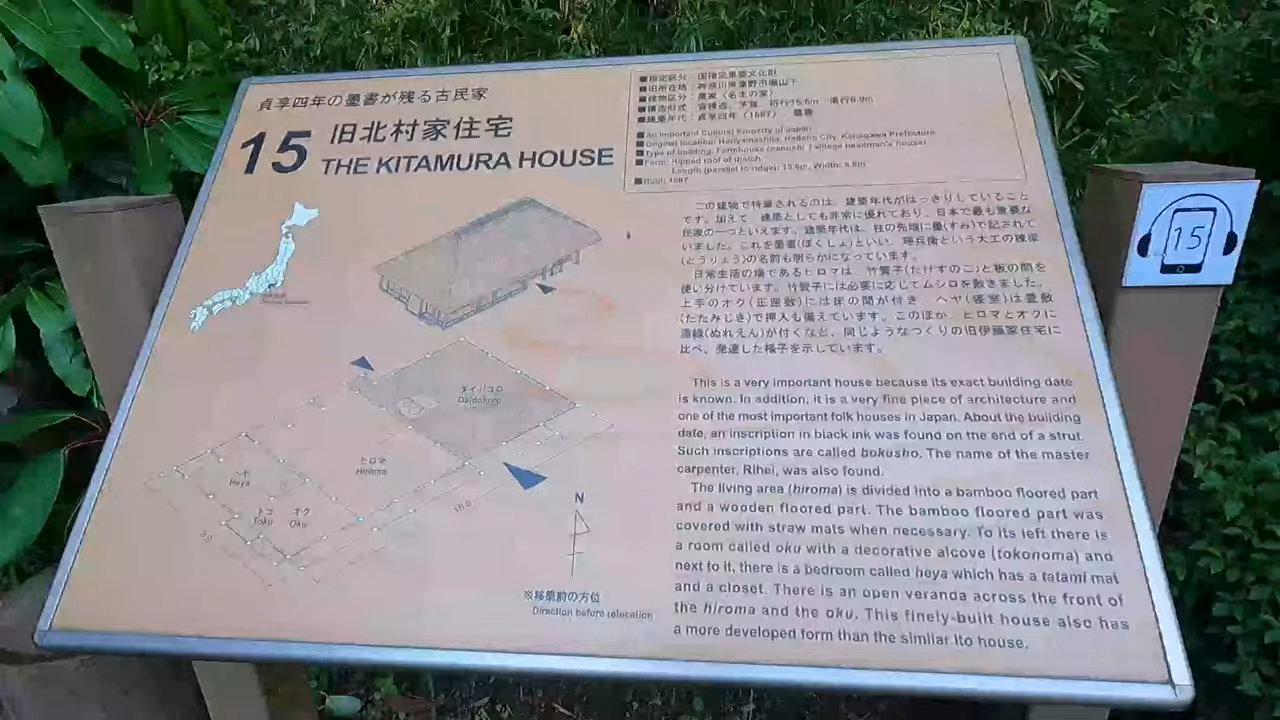 貞享四年の墨書が残る古民家
15 旧北村家住宅
THE KITAMURA HOUSE
■指定区分：国指定重要文化財
■旧所在地：神奈川県秦野市堀山下
■建物区分：農家（名主の家）
■構造形式：寄棟造、茅葺、桁行15.6m 梁行8.9m
■建築年代：貞享四年（1687） 墨書
■An Important Cultural Property of Japan
■Original location: Horiyamashita, Hadano City, Kanagawa Prefecture
■Type of building: Farmhouse (nanushi / village headman's house)
■Form: Hipped roof of thatch
Length (parallel to ridge): 15.6m, Width: 8.9m
■Built: 1687
この建物で特筆されるのは、建築年代がはっきりしていること
です。加えて、建築としても非常に優れており、日本で最も重要な
民家の一つといえます。建築年代は、柱の先端に墨(すみ)で記されて
いました。これを墨書(ぼくしょ)といい、理兵衛という大工の棟梁
(とうりょう)の名前も明らかになっています。
日常生活の場であるヒロマは、竹簀子(たけすのこ)と板の間を
使い分けています。竹簀子には必要に応じてムシロを敷きました。
上手のオク(正座敷)には床の間が付き、ヘヤ(寝室)は畳敷
(たたみじき)で押入も備えています。このほか、ヒロマとオクに
濡縁(ぬれえん)が付くなど、同じようなつくりの旧伊藤家住宅に
比べ、発達した様子を示しています。
This is a very important house because its exact building date
is known. In addition, it is a very fine piece of architecture and
one of the most important folk houses in Japan. About the building
date, an inscription in black ink was found on the end of a strut.
Such inscriptions are called bokusho. The name of the master
carpenter, Rihei, was also found.
The living area (hiroma) is divided into a bamboo floored part
and a wooden floored part. The bamboo floored part was
covered with straw mats when necessary. To its left there is
a room called oku with a decorative alcove (tokonoma) and
next to it, there is a bedroom called heya which has a tatami mat
and a closet. There is an open veranda across the front of
the hiroma and the oku. This finely-built house also has
a more developed form than the similar Ito house.
ダイドコロ
Daidokoro
ヒロマ
Hiroma
ヘヤ
Heya
トコ
Toku
オク
Oku
15.6
8.9
N
※移築前の方位
Direction before relocation
15